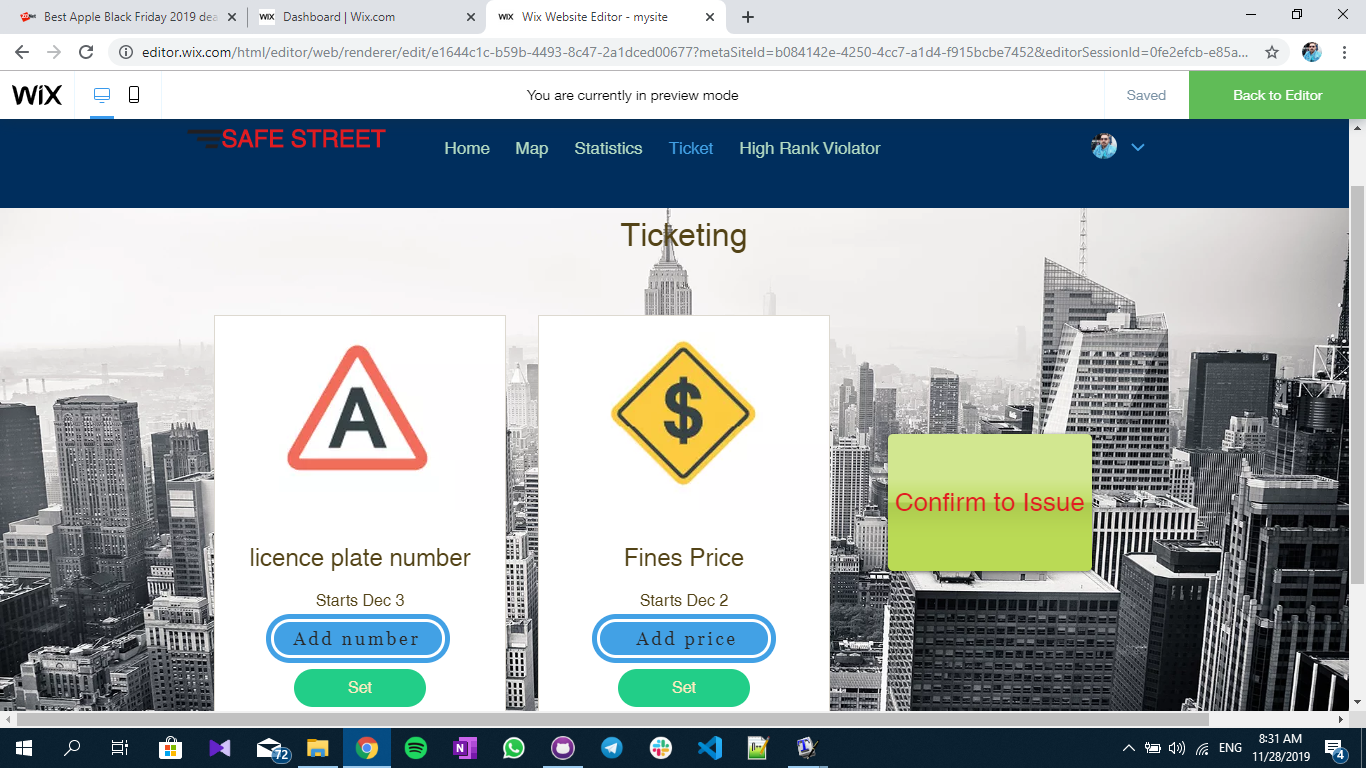 Best Apple Black Friday 2019 dea
WIX Dashboard | Wix.com
WIX Wix Website Editor - mysite
editor.wix.com/html/editor/web/renderer/edit/e1644c1c-b59b-4493-8c47-2a1dced00677?metaSiteId=b084142e-4250-4cc7-a1d4-f915bcbe7452&editorSessionId=0fe2efcb-e85a...
WIX
You are currently in preview mode
Saved
Back to Editor
SAFE STREET
Home Map Statistics Ticket High Rank Violator
Ticketing
A
$
Confirm to Issue
licence plate number
Fines Price
Starts Dec 3
Starts Dec 2
Add number
Add price
Set
Set
72
ENG
8:31 AM
11/28/2019
4